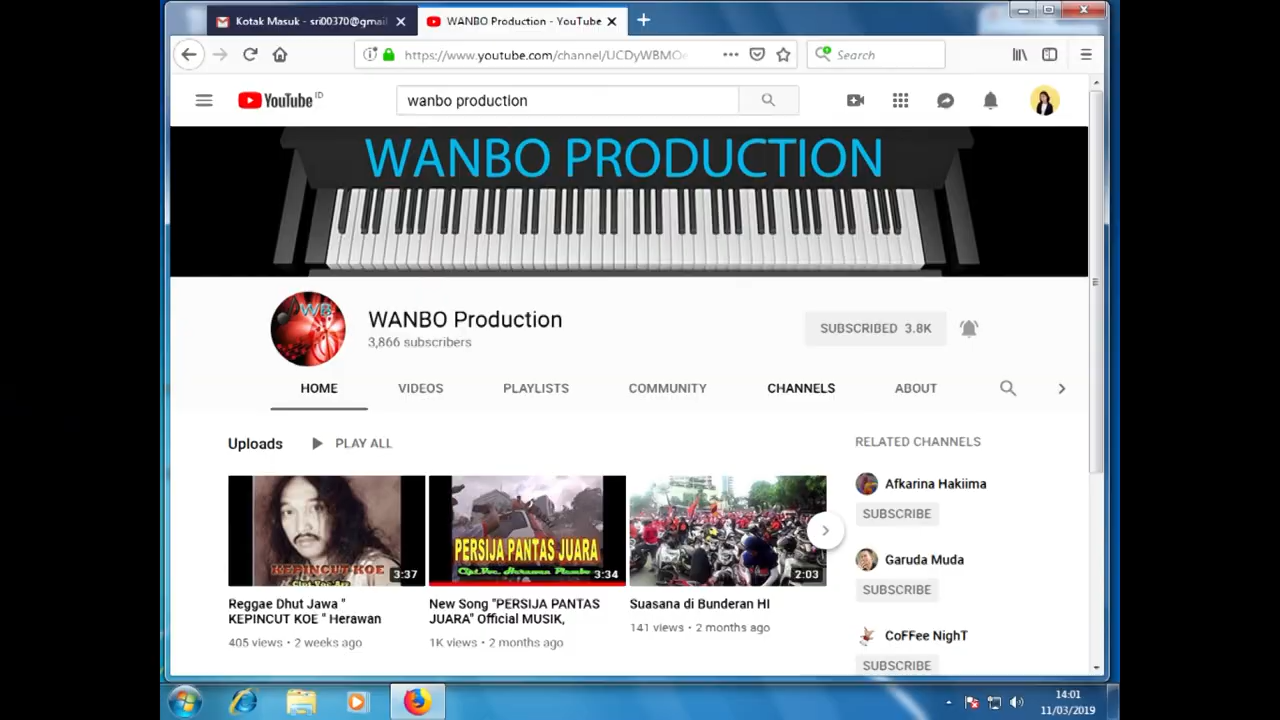 Kotak Masuk - sri00370@gmail
WANBO Production - YouTube
https://www.youtube.com/channel/UCDyWBMO
Search
YouTube ID
wanbo production
WANBO PRODUCTION
WB
WANBO Production
3,866 subscribers
SUBSCRIBED 3.8K
HOME
VIDEOS
PLAYLISTS
COMMUNITY
CHANNELS
ABOUT
Uploads
PLAY ALL
RELATED CHANNELS
KEPINCUT KOE
3:37
PERSIJA PANTAS JUARA
3:34
2:03
Reggae Dhut Jawa "
KEPINCUT KOE " Herawan
405 views • 2 weeks ago
New Song "PERSIJA PANTAS
JUARA" Official MUSIK,
1K views • 2 months ago
Suasana di Bunderan HI
141 views • 2 months ago
Afkarina Hakiima
SUBSCRIBE
Garuda Muda
SUBSCRIBE
CoFFee NighT
SUBSCRIBE
14:01
11/03/2019